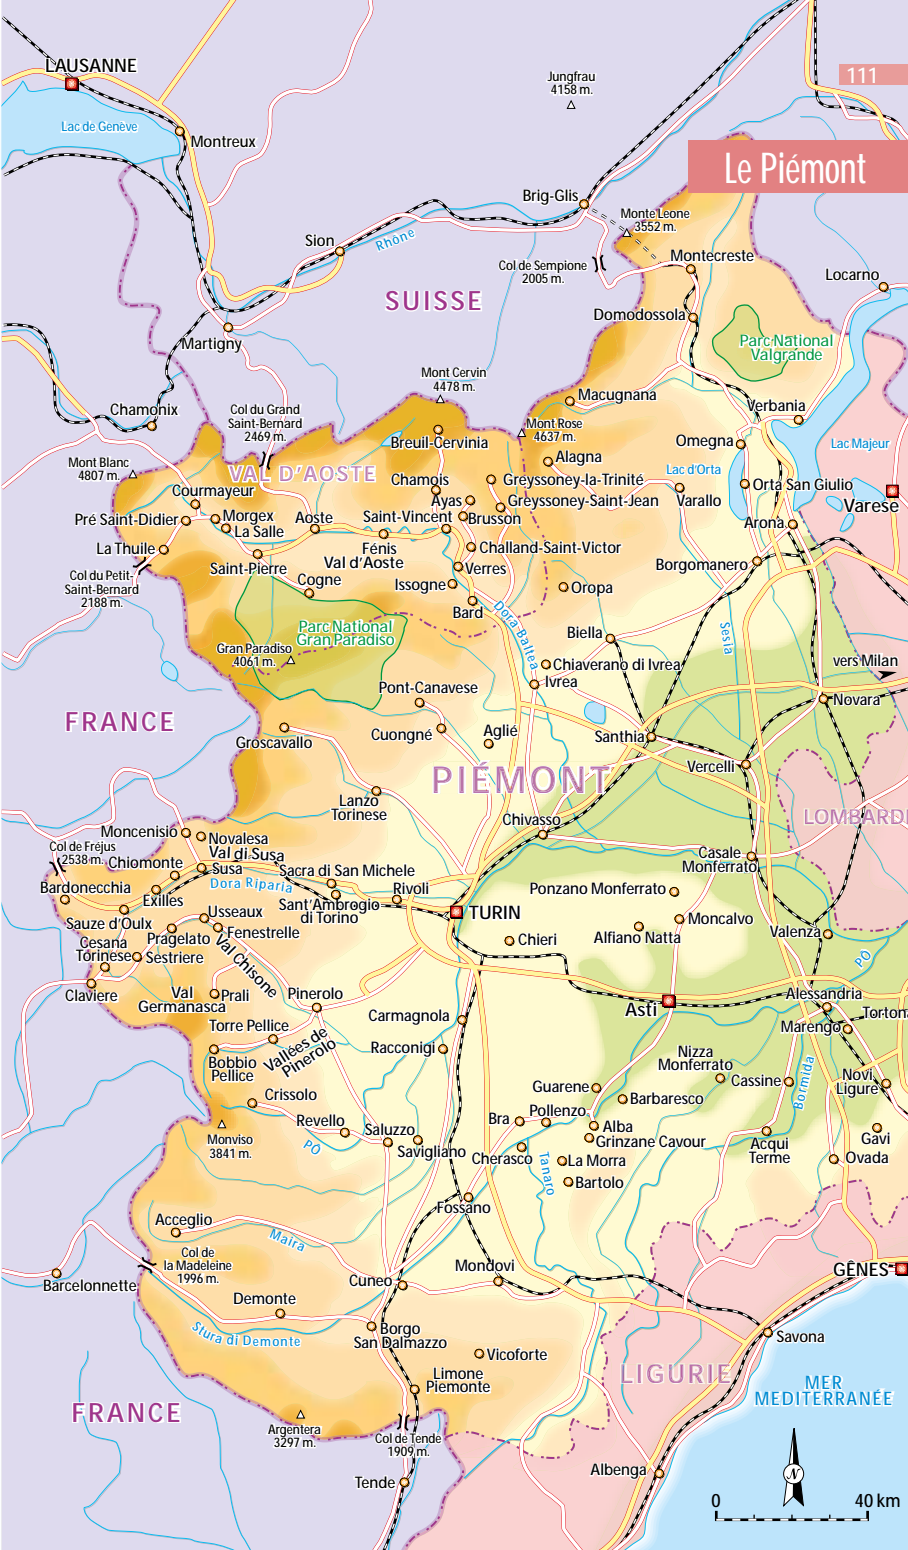 LAUSANNE
Jungfrau
4158 m.
111
Lac de Genève
Montreux
Le Piémont
Brig-Glis
Monte Leone
3552 m.
Sion
Rhône
Montecreste
Col de Sempione
2005 m.
Locarno
SUISSE
Domodossola
Martigny
Parc National
Valgrande
Mont Cervin
4478 m.
Macugnana
Verbania
Chamonix
Col du Grand
Saint-Bernard
2469 m.
Mont Rose
4637 m.
Breuil-Cervinia
Omegna
Lac Majeur
Mont Blanc
4807 m.
VAL D'AOSTE
Alagna
Lac d'Orta
Chamois
Greyssoney-la-Trinité
Orta San Giulio
Courmayeur
Ayas
Greyssoney-Saint-Jean
Varallo
Varese
Pré Saint-Didier
Morgex
La Salle
Aoste
Saint-Vincent
Brusson
Arona
La Thuile
Fénis
Val d'Aoste
Challand-Saint-Victor
Saint-Pierre
Verres
Borgomanero
Col du Petit-
Saint-Bernard
2188 m.
Cogne
Issogne
Oropa
Bard
Dora Baltea
Parc National
Gran Paradiso
Biella
Sesia
Gran Paradiso
4061 m.
Chiaverano di Ivrea
vers Milan
Ivrea
Pont-Canavese
Novara
FRANCE
Groscavallo
Cuongné
Aglié
Santhia
Vercelli
PIÉMONT
Lanzo
Torinese
LOMBARDI
Chivasso
Moncenisio
Novalesa
Val di Susa
Col de Fréjus
2538 m.
Chiomonte
Susa
Sacra di San Michele
Casale
Monferrato
Bardonecchia
Dora Riparia
Rivoli
Ponzano Monferrato
Exilles
Sant'Ambrogio
di Torino
TURIN
Sauze d'Oulx
Usseaux
Moncalvo
Pragelato
Fenestrelle
Chieri
Alfiano Natta
Valenza
Cesana
Torinese
Sestriere
Val Chisone
PÔ
Claviere
Val
Germanasca
Prali
Pinerolo
Asti
Alessandria
Carmagnola
Marengo
Torton
Torre Pellice
Vallées de
Pinerolo
Racconigi
Bobbio
Pellice
Nizza
Monferrato
Cassine
Bormida
Novi
Ligure
Crissolo
Guarene
Barbaresco
Revello
Saluzzo
Bra
Pollenzo
Alba
Grinzane Cavour
Acqui
Terme
Gavi
Monviso
3841 m.
PÔ
Savigliano
Cherasco
Tanaro
La Morra
Ovada
Bartolo
Fossano
Acceglio
Maira
Col de
la Madeleine
1996 m.
Mondovi
GÊNES
Barcelonnette
Cuneo
Demonte
Stura di Demonte
Borgo
San Dalmazzo
Savona
Vicoforte
Limone
Piemonte
LIGURIE
MER
MEDITERRANÉE
FRANCE
Argentera
3297 m.
Col de Tende
1909 m.
Albenga
Tende
N
0 40 km